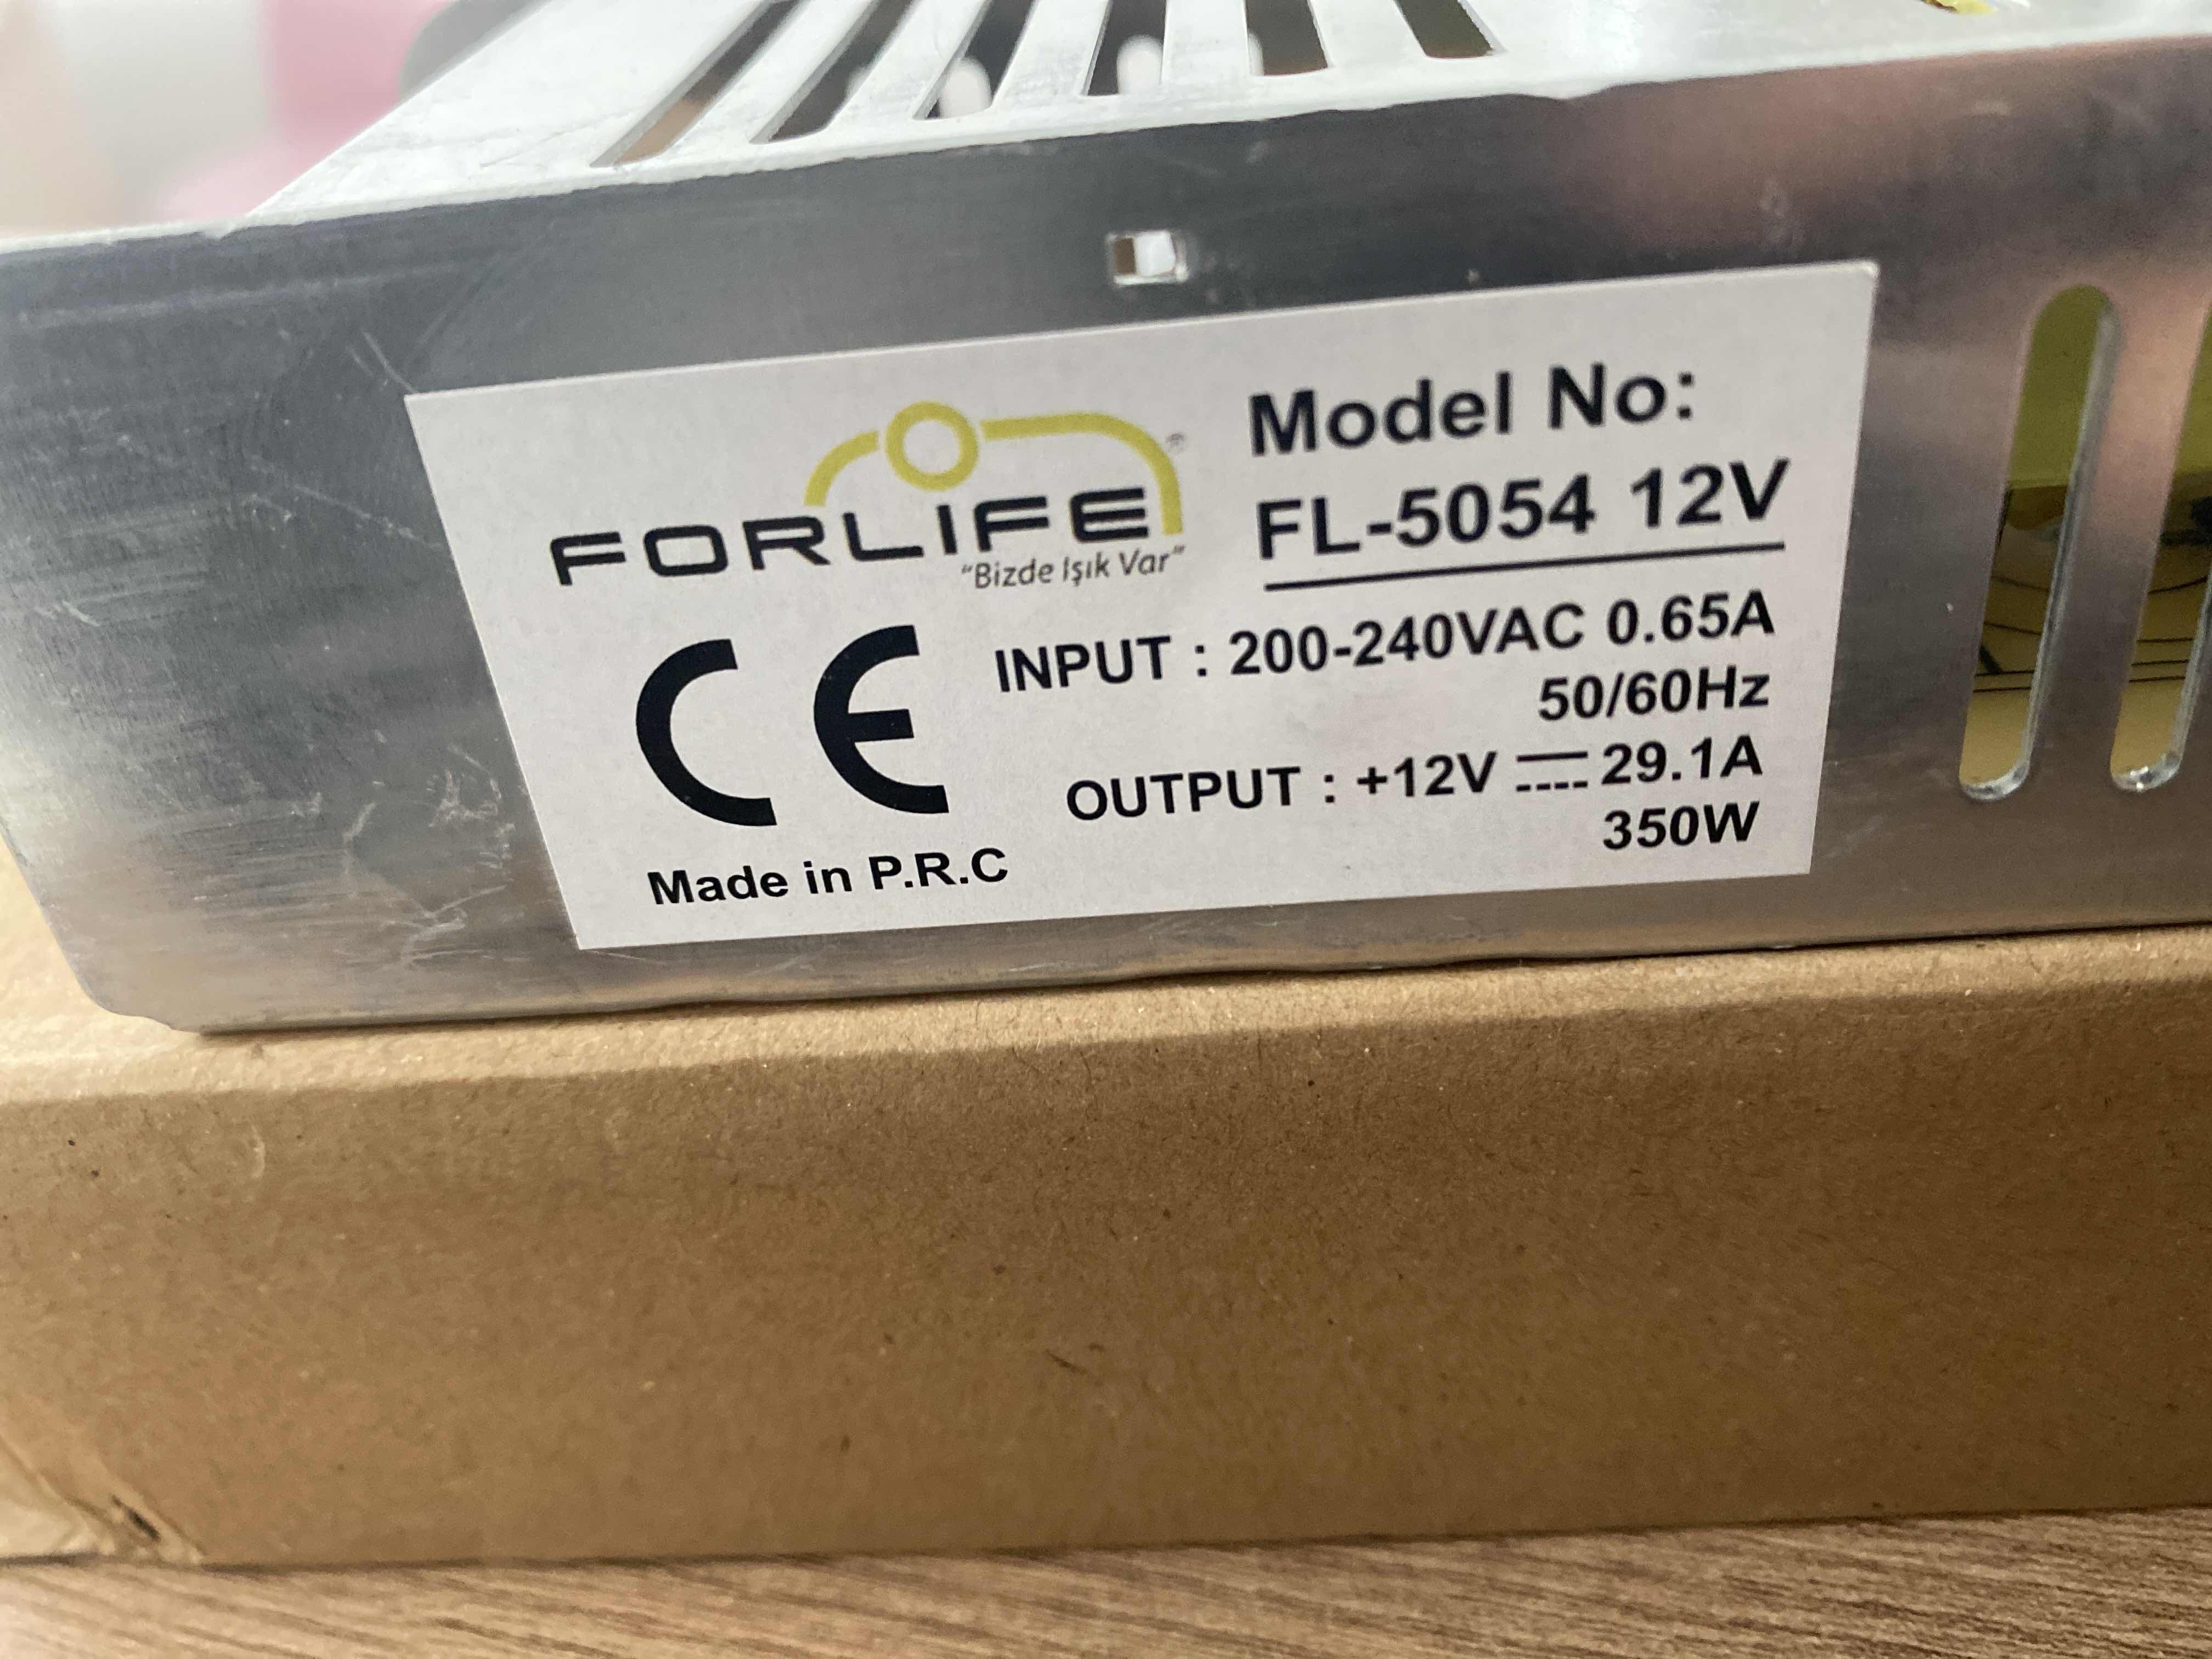 FORLIFE®
"Bizde Işık Var"
Model No:
FL-5054 12V
INPUT : 200-240VAC 0.65A
50/60Hz
OUTPUT : +12V 29.1A
350W
CE
Made in P.R.C